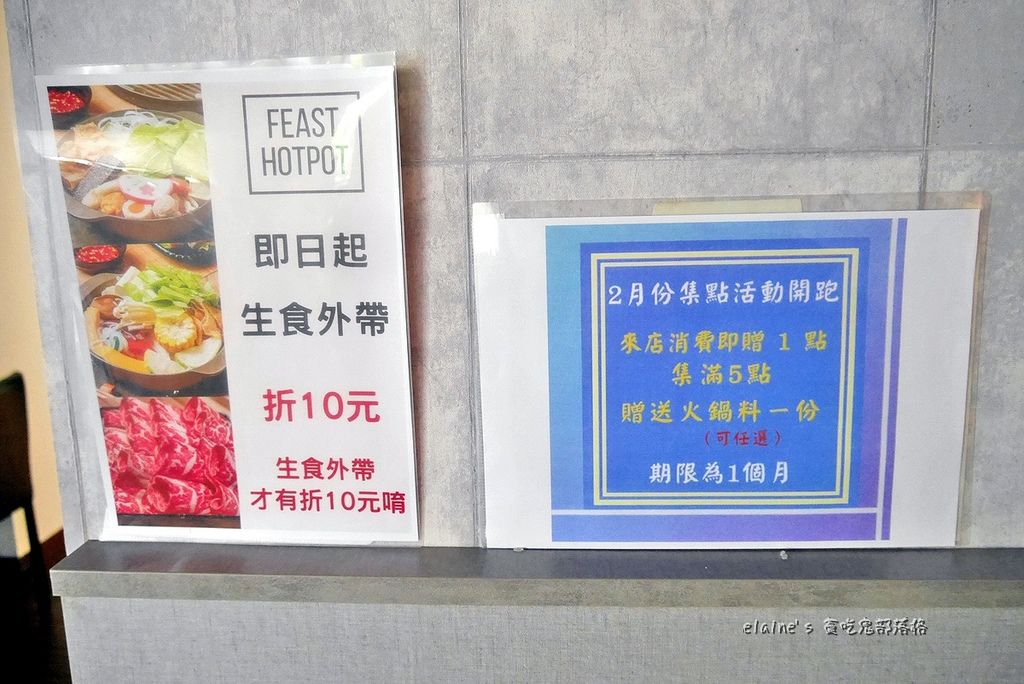 FEAST
HOTPOT
即日起
生食外帶
折10元
生食外帶
才有折10元唷
2月份集點活動開跑
來店消費即贈 1 點
集滿5點
贈送火鍋料一份
(可任選)
期限為1個月
elaine's 貪吃鬼部落格